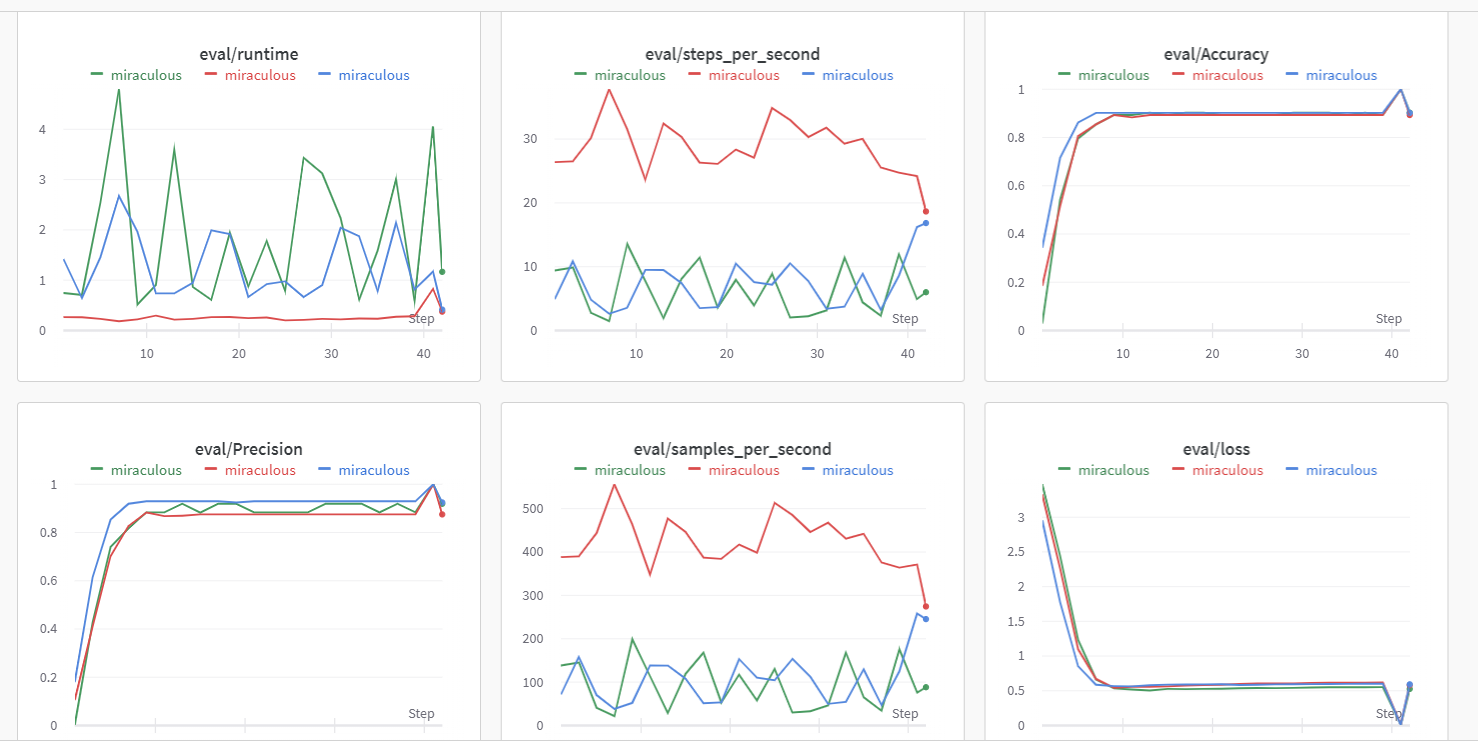 eval/runtime
miraculous miraculous miraculous
4
3
2
1
0
Step
10 20 30 40
eval/steps_per_second
miraculous miraculous miraculous
30
20
10
0
Step
10 20 30 40
eval/Accuracy
miraculous miraculous miraculous
1
0.8
0.6
0.4
0.2
0
Step
10 20 30 40
eval/Precision
miraculous miraculous miraculous
1
0.8
0.6
0.4
0.2
0
Step
eval/samples_per_second
miraculous miraculous miraculous
500
400
300
200
100
0
Step
eval/loss
miraculous miraculous miraculous
3
2.5
2
1.5
1
0.5
0
Step